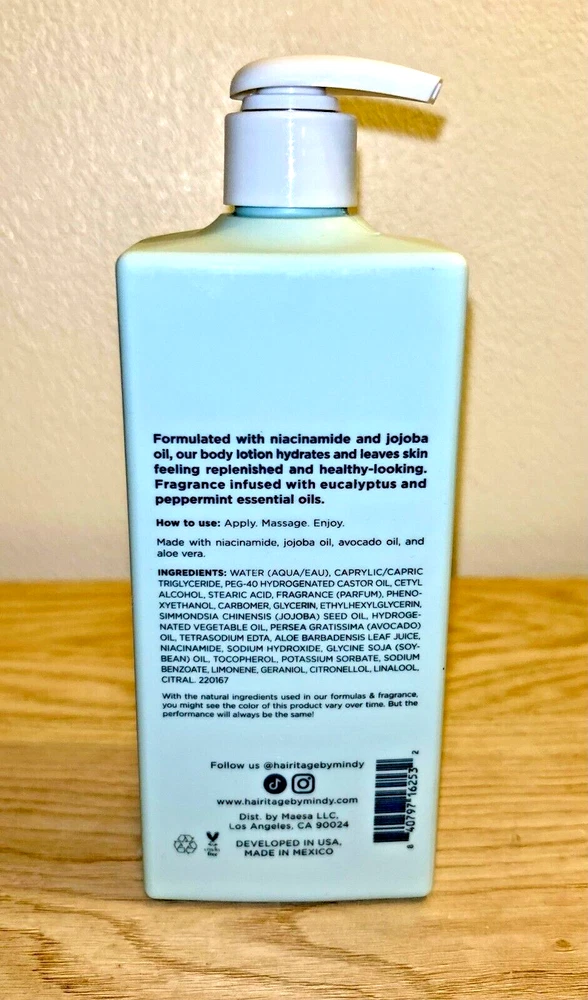 Formulated with niacinamide and jojoba
oil, our body lotion hydrates and leaves skin
feeling replenished and healthy-looking.
Fragrance infused with eucalyptus and
peppermint essential oils.
How to use: Apply. Massage. Enjoy.
Made with niacinamide, jojoba oil, avocado oil, and
aloe vera.
INGREDIENTS: WATER (AQUA/EAU), CAPRYLIC/CAPRIC
TRIGLYCERIDE, PEG-40 HYDROGENATED CASTOR OIL, CETYL
ALCOHOL, STEARIC ACID, FRAGRANCE (PARFUM), PHENO-
XYETHANOL, CARBOMER, GLYCERIN, ETHYLHEXYLGLYCERIN,
SIMMONDSIA CHINENSIS (JOJOBA) SEED OIL, HYDROGE-
NATED VEGETABLE OIL, PERSEA GRATISSIMA (AVOCADO)
OIL, TETRASODIUM EDTA, ALOE BARBADENSIS LEAF JUICE,
NIACINAMIDE, SODIUM HYDROXIDE, GLYCINE SOJA (SOY-
BEAN) OIL, TOCOPHEROL, POTASSIUM SORBATE, SODIUM
BENZOATE, LIMONENE, GERANIOL, CITRONELLOL, LINALOOL,
CITRAL. 220167
With the natural ingredients used in our formulas & fragrance,
you might see the color of this product vary over time. But the
performance will always be the same!
Follow us @hairitagebymindy
www.hairitagebymindy.com
Dist. by Maesa LLC,
Los Angeles, CA 90024
DEVELOPED IN USA,
MADE IN MEXICO
8 40797 16253 2